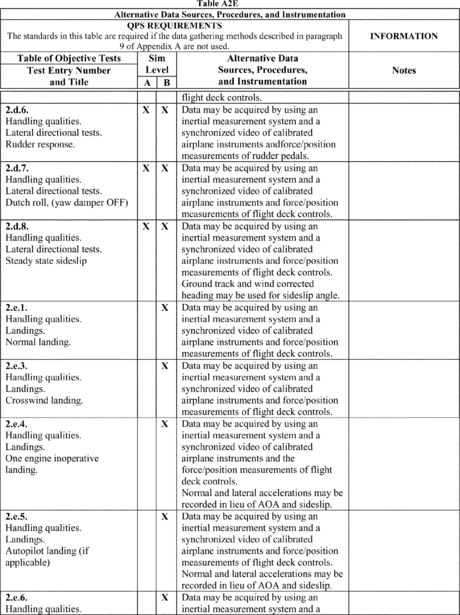 Table A2E
Alternative Data Sources, Procedures, and Instrumentation
QPS REQUIREMENTS
The standards in this table are required if the data gathering methods described in paragraph
9 of Appendix A are not used.
INFORMATION
Table of Objective Tests
Test Entry Number
and Title
Sim
Level
A B
Alternative Data
Sources, Procedures,
and Instrumentation
Notes
flight deck controls.
2.d.6.
Handling qualities.
Lateral directional tests.
Rudder response.
X X
Data may be acquired by using an
inertial measurement system and a
synchronized video of calibrated
airplane instruments andforce/position
measurements of rudder pedals.
2.d.7.
Handling qualities.
Lateral directional tests.
Dutch roll, (yaw damper OFF)
X X
Data may be acquired by using an
inertial measurement system and a
synchronized video of calibrated
airplane instruments and force/position
measurements of flight deck controls.
2.d.8.
Handling qualities.
Lateral directional tests.
Steady state sideslip
X X
Data may be acquired by using an
inertial measurement system and a
synchronized video of calibrated
airplane instruments and force/position
measurements of flight deck controls.
Ground track and wind corrected
heading may be used for sideslip angle.
2.e.1.
Handling qualities.
Landings.
Normal landing.
X
Data may be acquired by using an
inertial measurement system and a
synchronized video of calibrated
airplane instruments and force/position
measurements of flight deck controls.
2.e.3.
Handling qualities.
Landings.
Crosswind landing.
X
Data may be acquired by using an
inertial measurement system and a
synchronized video of calibrated
airplane instruments and force/position
measurements of flight deck controls.
2.e.4.
Handling qualities.
Landings.
One engine inoperative
landing.
X
Data may be acquired by using an
inertial measurement system and a
synchronized video of calibrated
airplane instruments and the
force/position measurements of flight
deck controls.
Normal and lateral accelerations may be
recorded in lieu of AOA and sideslip.
2.e.5.
Handling qualities.
Landings.
Autopilot landing (if
applicable)
X
Data may be acquired by using an
inertial measurement system and a
synchronized video of calibrated
airplane instruments and force/position
measurements of flight deck controls.
Normal and lateral accelerations may be
recorded in lieu of AOA and sideslip.
2.e.6.
Handling qualities.
X
Data may be acquired by using an
inertial measurement system and a